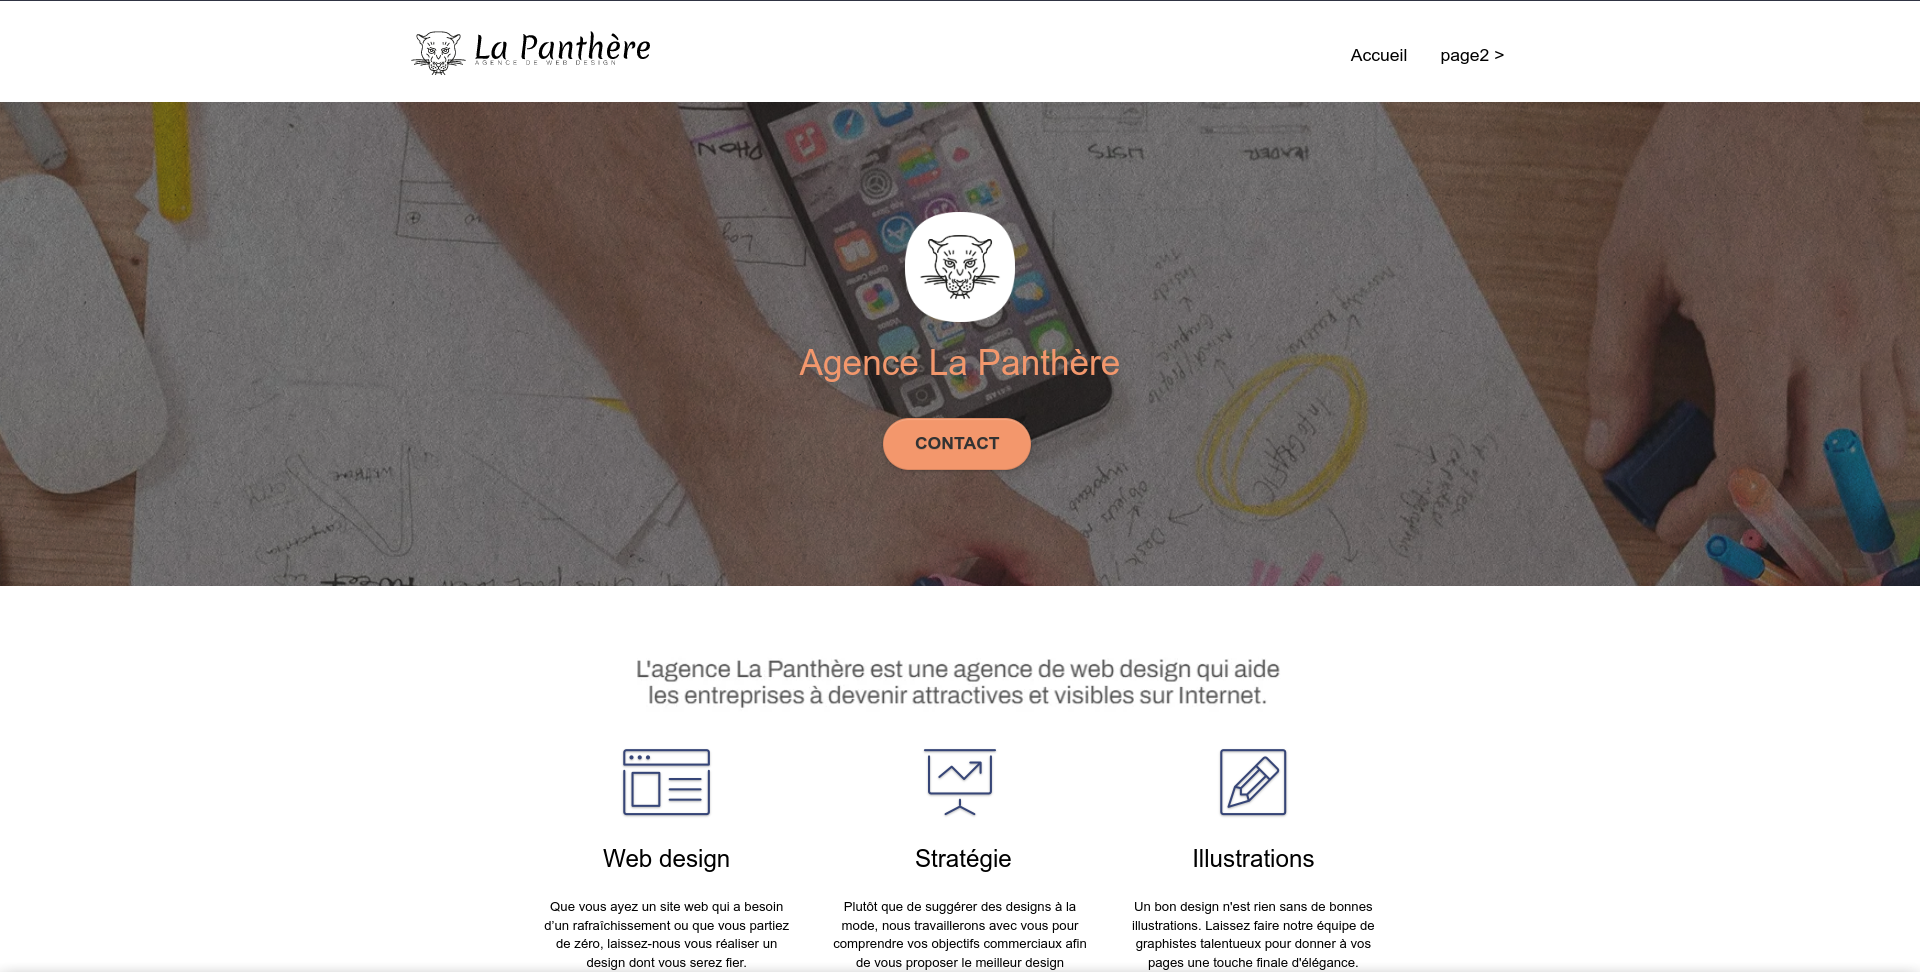 La Panthère
AGENCE DE WEB DESIGN
Accueil
page2 >
Agence La Panthère
CONTACT
L'agence La Panthère est une agence de web design qui aide
les entreprises à devenir attractives et visibles sur Internet.
Web design
Que vous ayez un site web qui a besoin
d'un rafraîchissement ou que vous partiez
de zéro, laissez-nous vous réaliser un
design dont vous serez fier.
Stratégie
Plutôt que de suggérer des designs à la
mode, nous travaillerons avec vous pour
comprendre vos objectifs commerciaux afin
de vous proposer le meilleur design
Illustrations
Un bon design n'est rien sans de bonnes
illustrations. Laissez faire notre équipe de
graphistes talentueux pour donner à vos
pages une touche finale d'élégance.